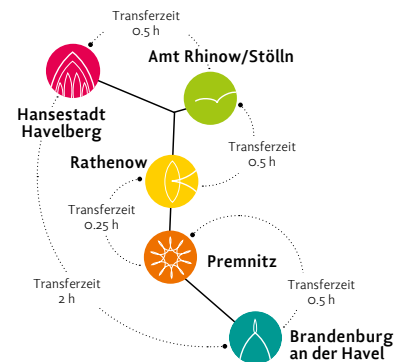 Transferzeit
0.5 h
Amt Rhinow/Stölln
Hansestadt
Havelberg
Transferzeit
0.5 h
Rathenow
Transferzeit
0.25 h
Premnitz
Transferzeit
2 h
Transferzeit
0.5 h
Brandenburg
an der Havel